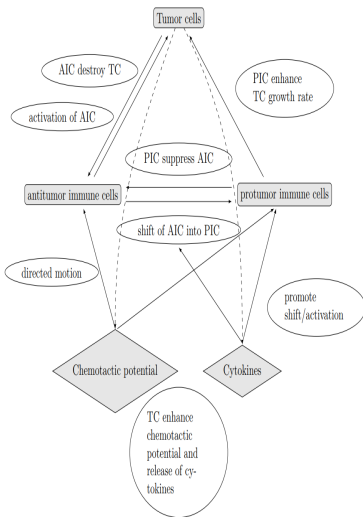 Tumor cells
AIC destroy TC
PIC enhance
TC growth rate
activation of AIC
PIC suppress AIC
antitumor immune cells
protumor immune cells
shift of AIC into PIC
directed motion
promote
shift/activation
Chemotactic potential
Cytokines
TC enhance
chemotactic
potential and
release of cy-
tokines